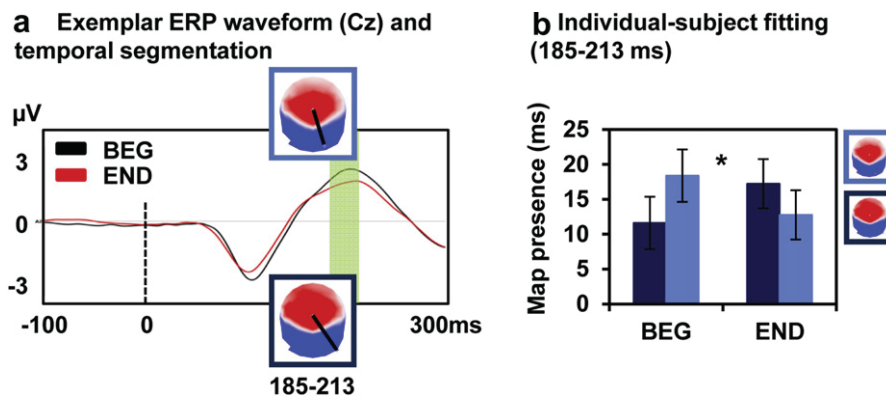 a Exemplar ERP waveform (Cz) and
temporal segmentation
µV
BEG
END
3
0
-3
-100
0
300ms
185-213
b Individual-subject fitting
(185-213 ms)
Map presence (ms)
25
20
15
10
5
0
*
BEG
END